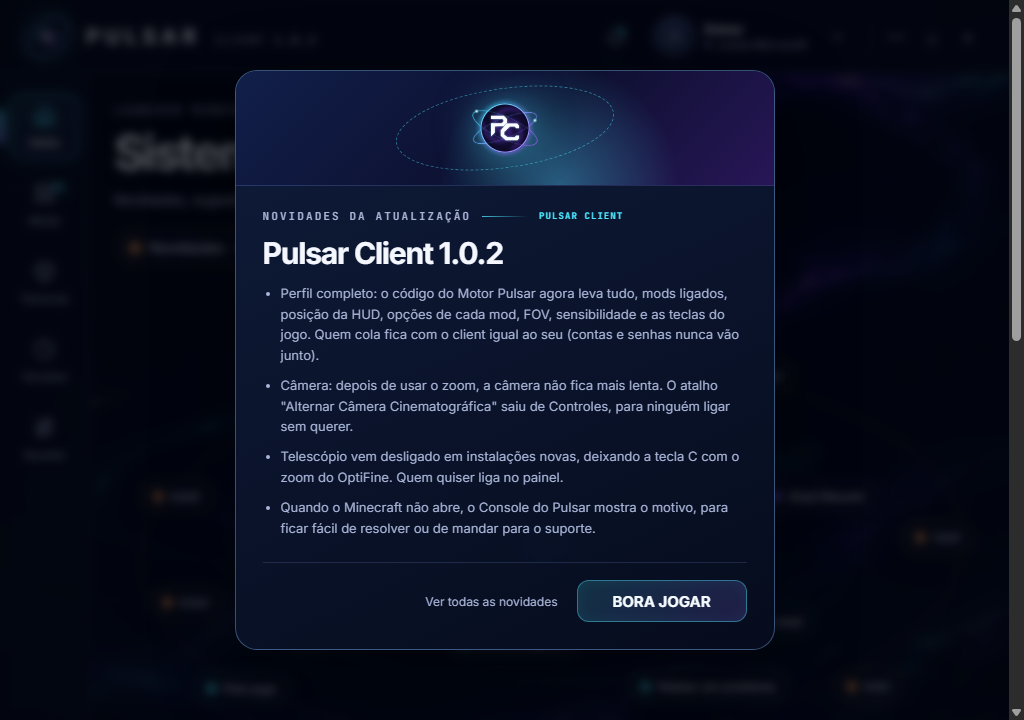 PULSAR
PC
NOVIDADES DA ATUALIZAÇÃO
PULSAR CLIENT
Pulsar Client 1.0.2
• Perfil completo: o código do Motor Pulsar agora leva tudo, mods ligados,
posição da HUD, opções de cada mod, FOV, sensibilidade e as teclas do
jogo. Quem cola fica com o client igual ao seu (contas e senhas nunca vão
junto).
• Câmera: depois de usar o zoom, a câmera não fica mais lenta. O atalho
"Alternar Câmera Cinematográfica" saiu de Controles, para ninguém ligar
sem querer.
• Telescópio vem desligado em instalações novas, deixando a tecla C com o
zoom do OptiFine. Quem quiser liga no painel.
• Quando o Minecraft não abre, o Console do Pulsar mostra o motivo, para
ficar fácil de resolver ou de mandar para o suporte.
Ver todas as novidades
BORA JOGAR